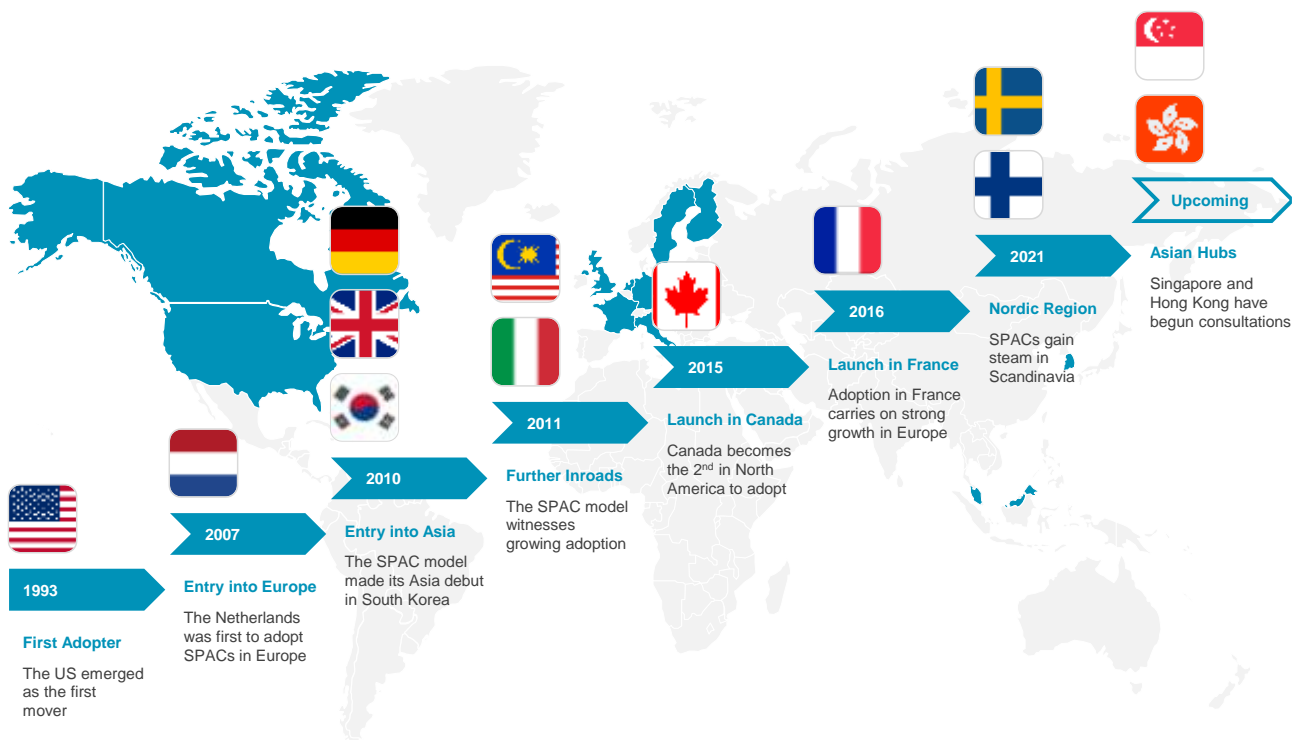 1993
First Adopter
The US emerged
as the first
mover
2007
Entry into Europe
The Netherlands
was first to adopt
SPACs in Europe
2010
Entry into Asia
The SPAC model
made its Asia debut
in South Korea
2011
Further Inroads
The SPAC model
witnesses
growing adoption
2015
Launch in Canada
Canada becomes
the 2nd in North
America to adopt
2016
Launch in France
Adoption in France
carries on strong
growth in Europe
2021
Nordic Region
SPACs gain
steam in
Scandinavia
Upcoming
Asian Hubs
Singapore and
Hong Kong have
begun consultations